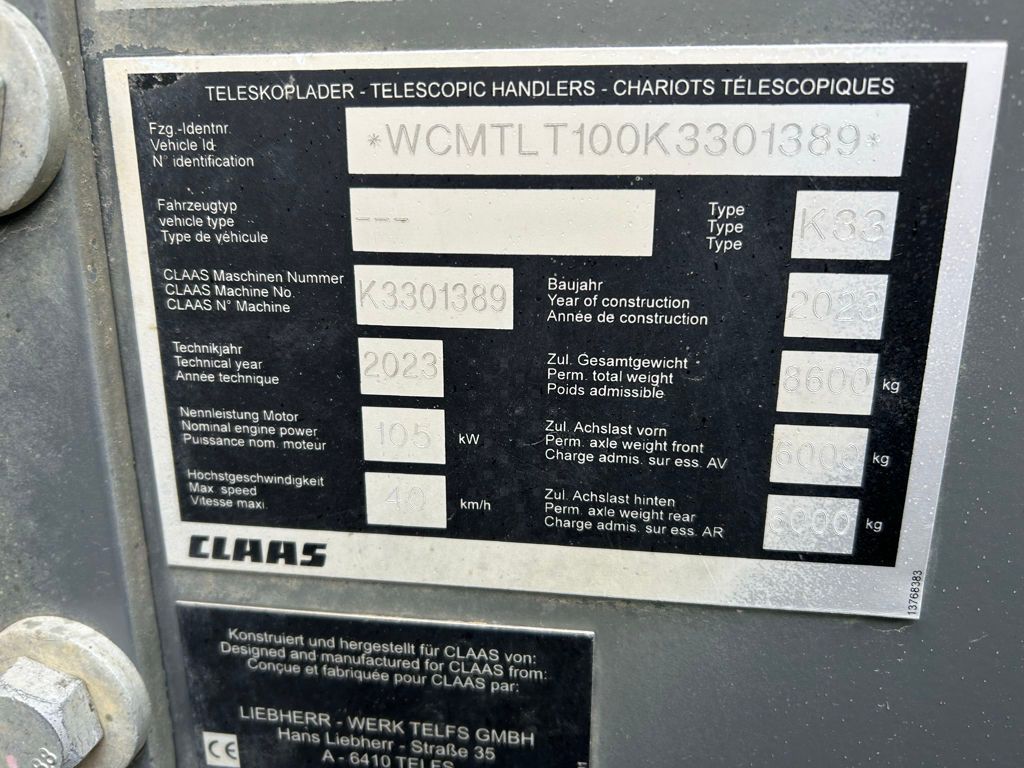 TELESKOPLADER - TELESCOPIC HANDLERS - CHARIOTS TÉLESCOPIQUES
Fzg.-Identnr.
Vehicle Id.
N° identification
*WCMTLT100K3301389*
Fahrzeugtyp
vehicle type
Type de véhicule
---
Type
Type
Type
K33
CLAAS Maschinen Nummer
CLAAS Machine No.
CLAAS N° Machine
K3301389
Baujahr
Year of construction
Année de construction
2023
Technikjahr
Technical year
Année technique
2023
Zul. Gesamtgewicht
Perm. total weight
Poids admissible
8600 kg
Nennleistung Motor
Nominal engine power
Puissance nom. moteur
105 kW
Zul. Achslast vorn
Perm. axle weight front
Charge admis. sur ess. AV
6000 kg
Höchstgeschwindigkeit
Max. speed
Vitesse maxi.
40 km/h
Zul. Achslast hinten
Perm. axle weight rear
Charge admis. sur ess. AR
6000 kg
CLAAS
13768383
Konstruiert und hergestellt für CLAAS von:
Designed and manufactured for CLAAS from:
Conçue et fabriquée pour CLAAS par:
LIEBHERR - WERK TELFS GMBH
Hans Liebherr - Straße 35
A - 6410 TELFS
CE